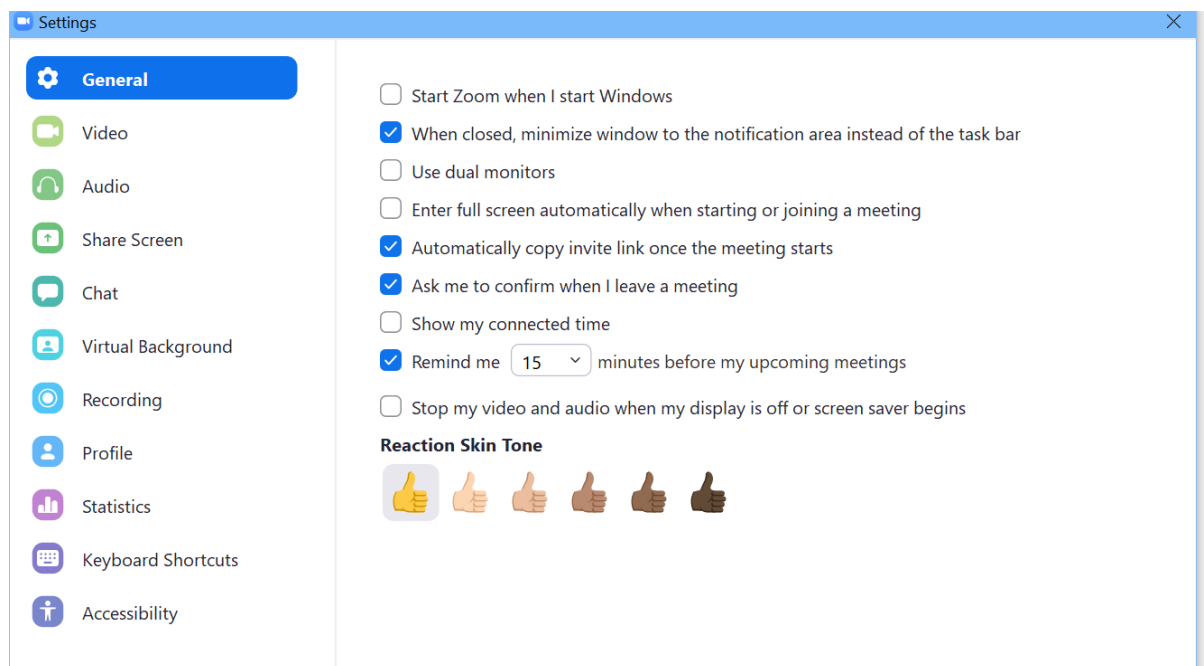 Settings
General
Video
Audio
Share Screen
Chat
Virtual Background
Recording
Profile
Statistics
Keyboard Shortcuts
Accessibility
Start Zoom when I start Windows
When closed, minimize window to the notification area instead of the task bar
Use dual monitors
Enter full screen automatically when starting or joining a meeting
Automatically copy invite link once the meeting starts
Ask me to confirm when I leave a meeting
Show my connected time
Remind me 15 minutes before my upcoming meetings
Stop my video and audio when my display is off or screen saver begins
Reaction Skin Tone